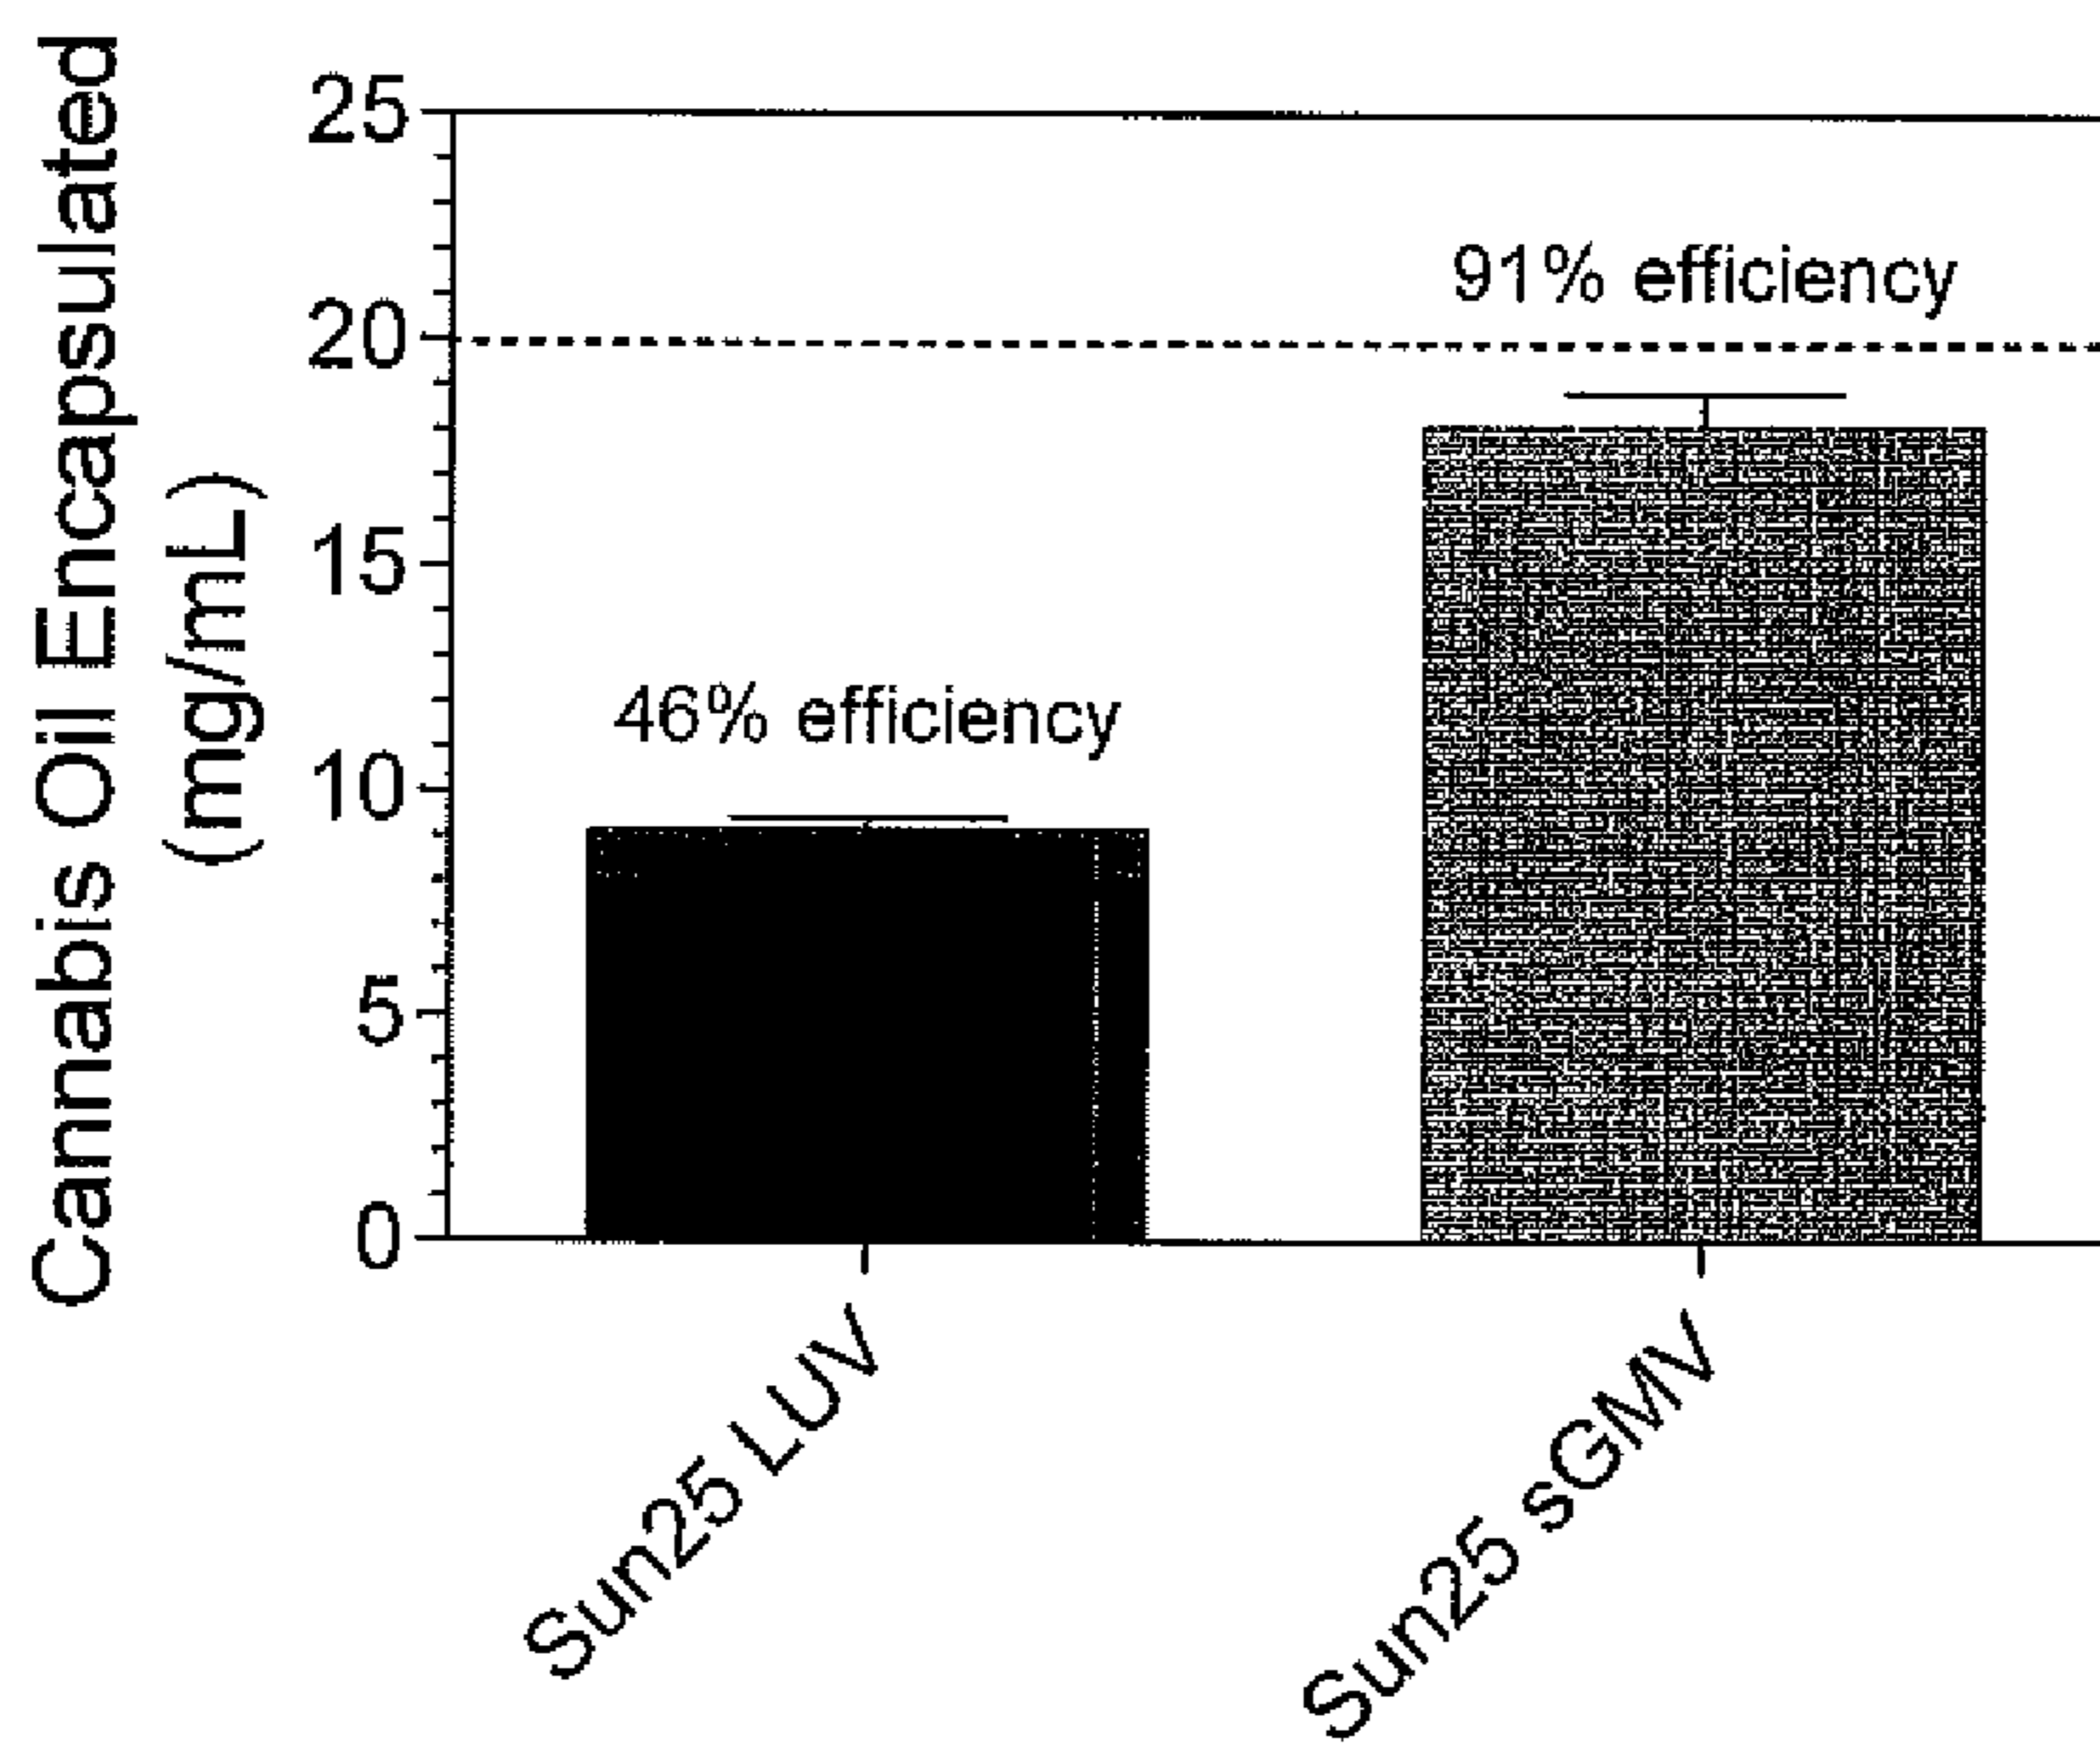 Cannabis Oil Encapsulated
(mg/mL)
25
20
15
10
5
0
91% efficiency
46% efficiency
Sun25 LUV
Sun25 sGMV